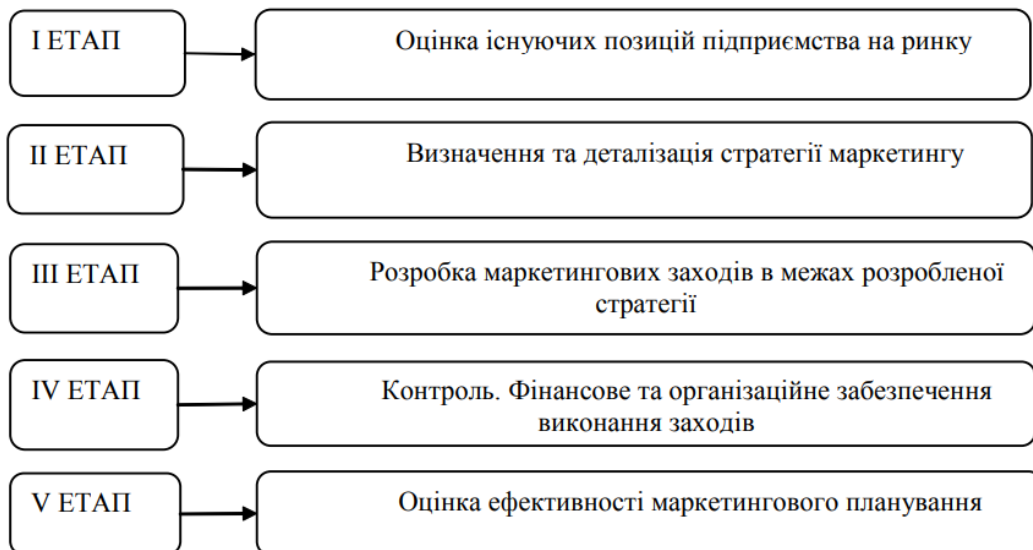 I ЕТАП
Оцінка існуючих позицій підприємства на ринку
II ЕТАП
Визначення та деталізація стратегії маркетингу
III ЕТАП
Розробка маркетингових заходів в межах розробленої
стратегії
IV ЕТАП
Контроль. Фінансове та організаційне забезпечення
виконання заходів
V ЕТАП
Оцінка ефективності маркетингового планування